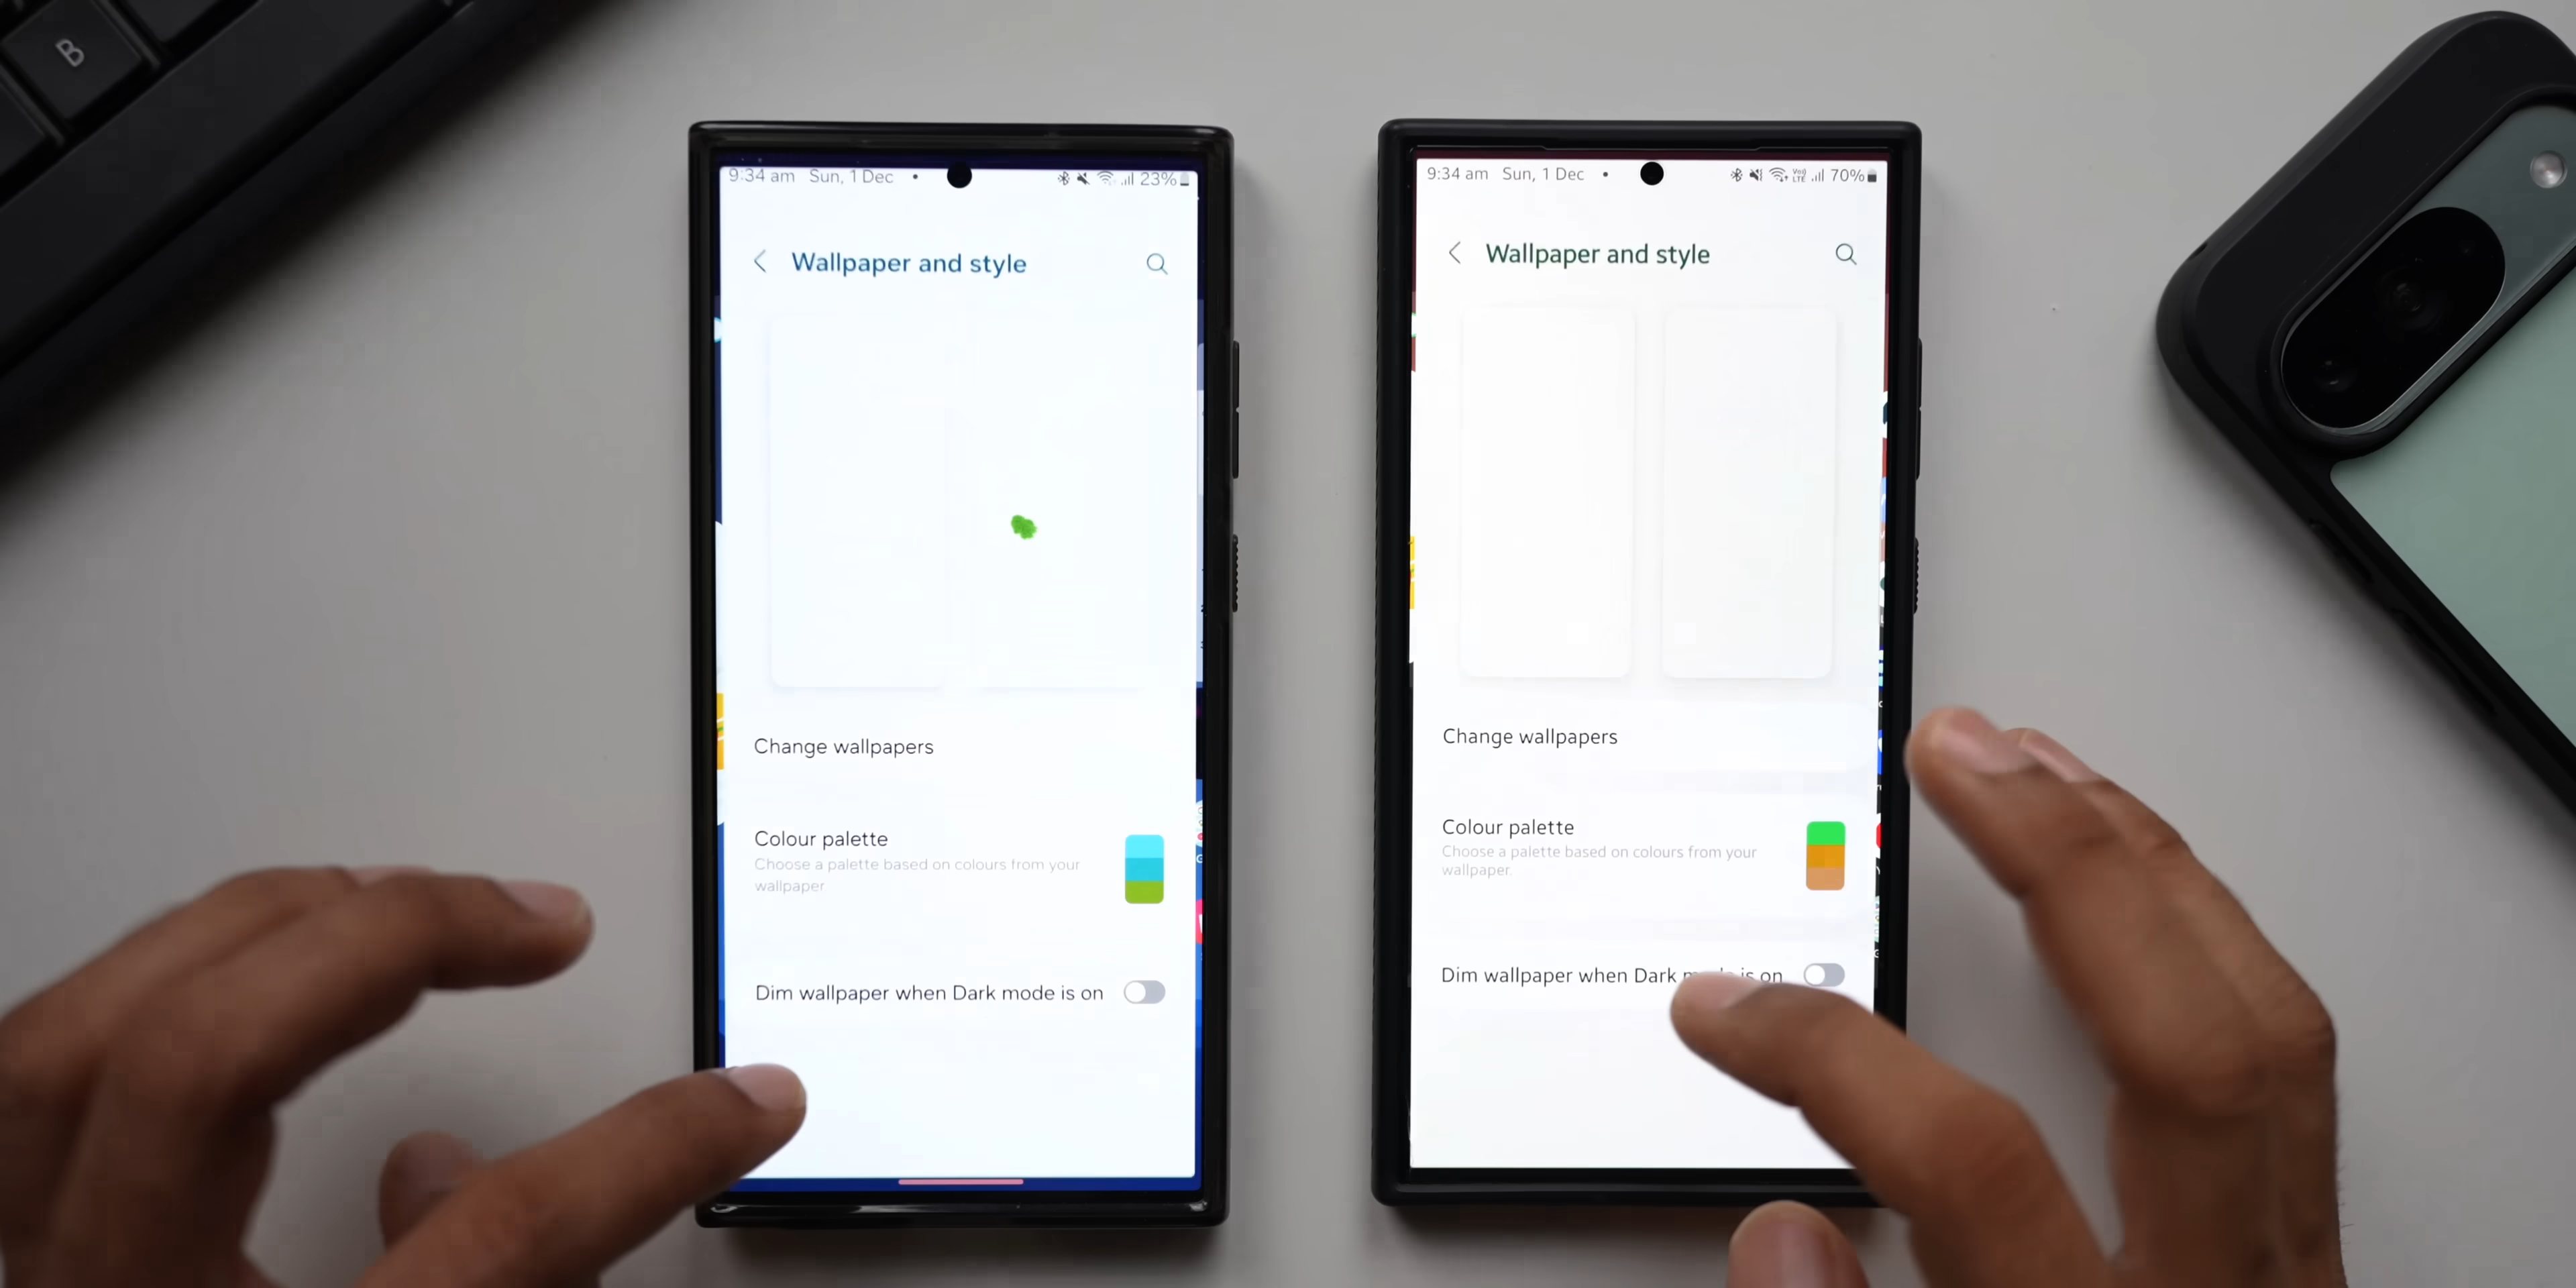 B
9:34 am Sun, 1 Dec
23%
Wallpaper and style
Change wallpapers
Colour palette
Choose a palette based on colours from your
wallpaper
Dim wallpaper when Dark mode is on
9:34 am Sun, 1 Dec
70%
Wallpaper and style
Change wallpapers
Colour palette
Choose a palette based on colours from your
wallpaper.
Dim wallpaper when Dark is on